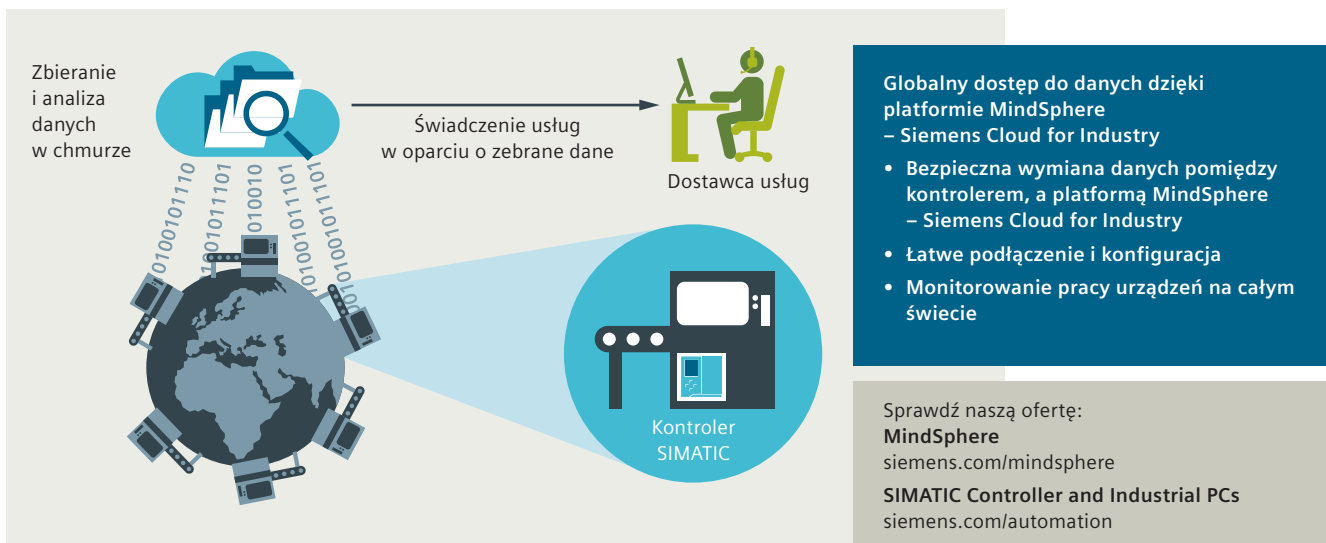 Zbieranie
i analiza
danych
w chmurze
Świadczenie usług
w oparciu o zebrane dane
Dostawca usług
Kontroler
SIMATIC
Globalny dostęp do danych dzięki
platformie MindSphere
– Siemens Cloud for Industry
• Bezpieczna wymiana danych pomiędzy
kontrolerem, a platformą MindSphere
– Siemens Cloud for Industry
• Łatwe podłączenie i konfiguracja
• Monitorowanie pracy urządzeń na całym
świecie
Sprawdź naszą ofertę:
MindSphere
siemens.com/mindsphere
SIMATIC Controller and Industrial PCs
siemens.com/automation